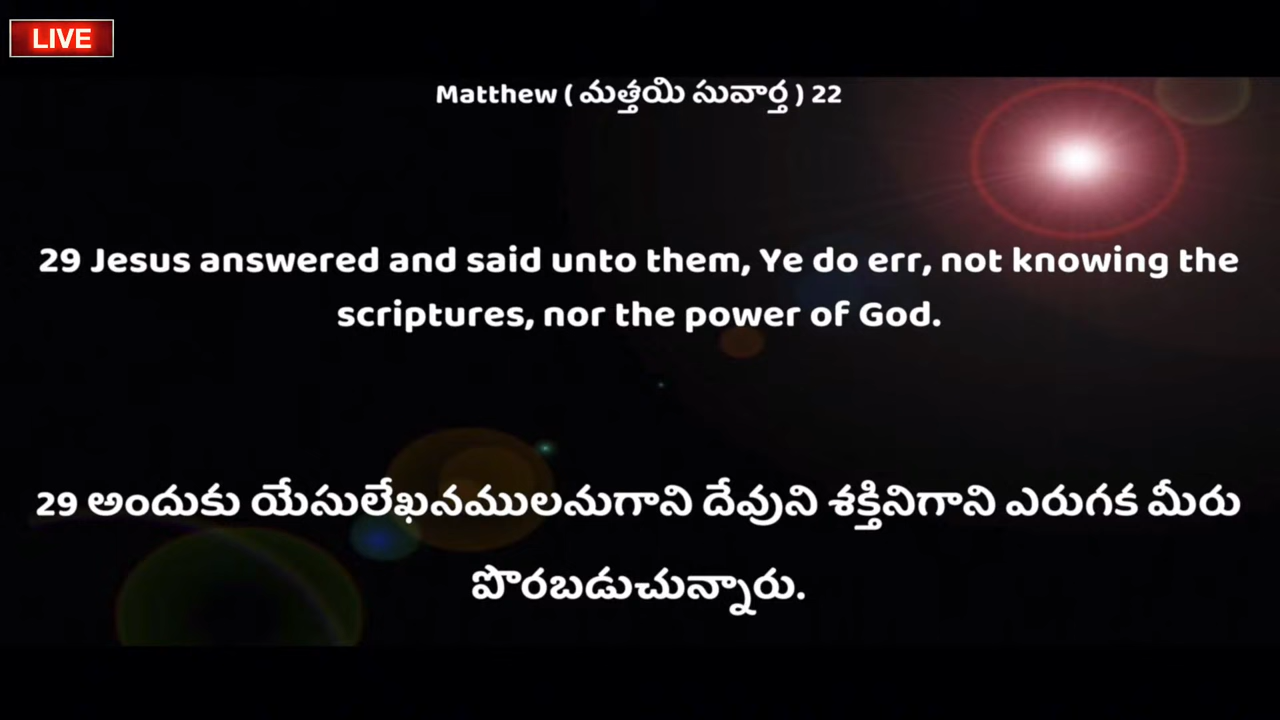 LIVE
Matthew ( మత్తయి సువార్త ) 22
29 Jesus answered and said unto them, Ye do err, not knowing the
scriptures, nor the power of God.
29 అందుకు యేసులేఖనములనుగాని దేవుని శక్తినిగాని ఎరుగక మీరు
పొరబడుచున్నారు.